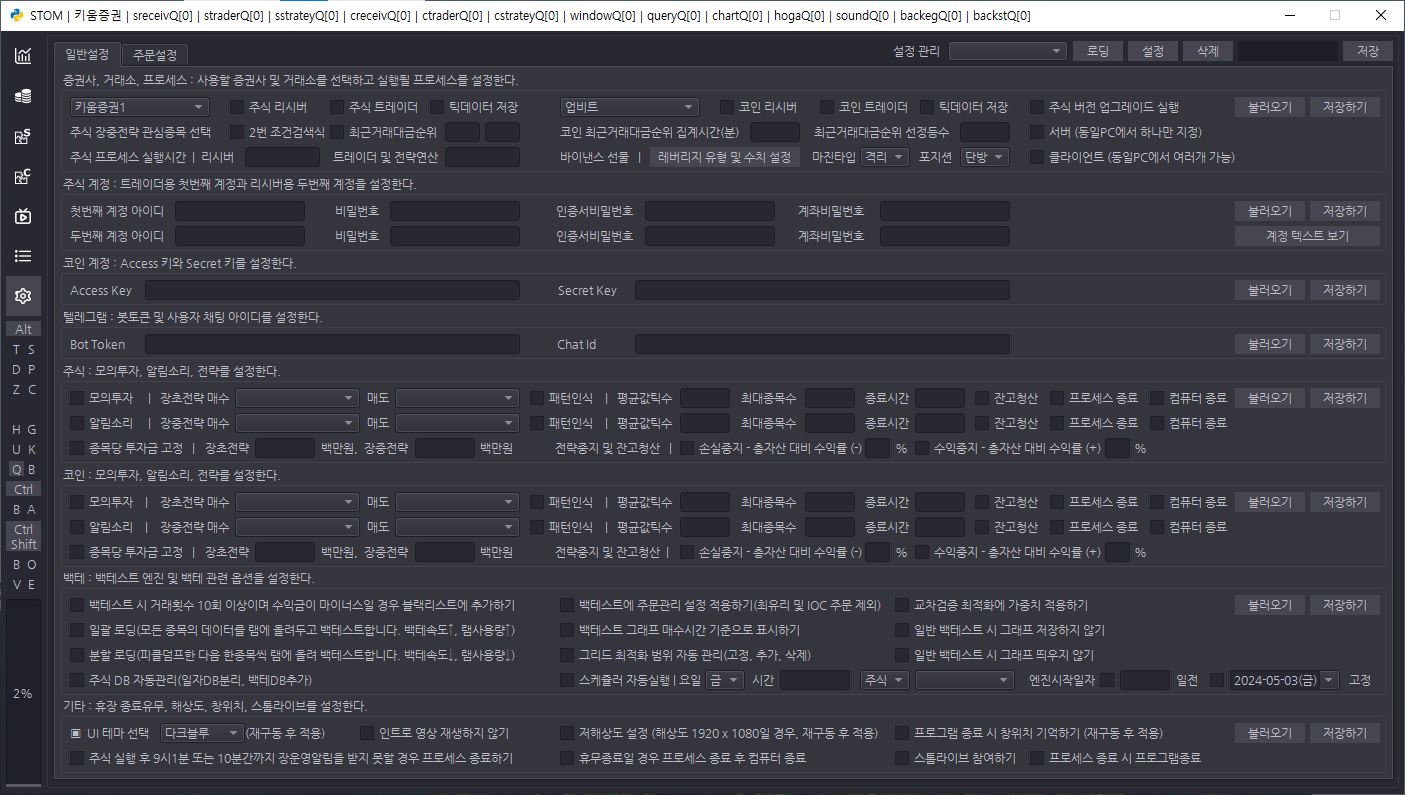 STOM | 키움증권 | sreceivQ[0] | straderQ[0] | sstrateyQ[0] | creceivQ[0] | ctraderQ[0] | cstrateyQ[0] | windowQ[0] | queryQ[0] | chartQ[0] | hogaQ[0] | soundQ[0 | backegQ[0] | backstQ[0]
일반설정 주문설정 설정 관리 로딩 설정 삭제 저장
증권사, 거래소, 프로세스 : 사용할 증권사 및 거래소를 선택하고 실행될 프로세스를 설정한다.
키움증권1 주식 리시버 주식 트레이더 틱데이터 저장 업비트 코인 리시버 코인 트레이더 틱데이터 저장 주식 버전 업그레이드 실행 불러오기 저장하기
주식 장중전략 관심종목 선택 2번 조건검색식 최근거래대금순위 코인 최근거래대금순위 집계시간(분) 최근거래대금순위 선정등수 서버 (동일PC에서 하나만 지정)
주식 프로세스 실행시간 | 리시버 트레이더 및 전략연산 바이낸스 선물 | 레버리지 유형 및 수치 설정 마진타입 격리 포지션 단방 클라이언트 (동일PC에서 여러개 가능)
주식 계정 : 트레이더용 첫번째 계정과 리시버용 두번째 계정을 설정한다.
첫번째 계정 아이디 비밀번호 인증서비밀번호 계좌비밀번호 불러오기 저장하기
두번째 계정 아이디 비밀번호 인증서비밀번호 계좌비밀번호 계정 텍스트 보기
코인 계정 : Access 키와 Secret 키를 설정한다.
Access Key Secret Key 불러오기 저장하기
텔레그램 : 봇토큰 및 사용자 채팅 아이디를 설정한다.
Bot Token Chat Id 불러오기 저장하기
주식 : 모의투자, 알림소리, 전략를 설정한다.
모의투자 | 장초전략 매수 매도 패턴인식 | 평균값틱수 최대종목수 종료시간 잔고청산 프로세스 종료 컴퓨터 종료 불러오기 저장하기
알림소리 | 장중전략 매수 매도 패턴인식 | 평균값틱수 최대종목수 종료시간 잔고청산 프로세스 종료 컴퓨터 종료
종목당 투자금 고정 | 장초전략 백만원, 장중전략 백만원 전략중지 및 잔고청산 | 손실중지 - 총자산 대비 수익률 (-) % 수익중지 - 총자산 대비 수익률 (+) %
코인 : 모의투자, 알림소리, 전략를 설정한다.
모의투자 | 장초전략 매수 매도 패턴인식 | 평균값틱수 최대종목수 종료시간 잔고청산 프로세스 종료 컴퓨터 종료 불러오기 저장하기
알림소리 | 장중전략 매수 매도 패턴인식 | 평균값틱수 최대종목수 종료시간 잔고청산 프로세스 종료 컴퓨터 종료
종목당 투자금 고정 | 장초전략 백만원, 장중전략 백만원 전략중지 및 잔고청산 | 손실중지 - 총자산 대비 수익률 (-) % 수익중지 - 총자산 대비 수익률 (+) %
백테 : 백테스트 엔진 및 백테 관련 옵션을 설정한다.
백테스트 시 거래횟수 10회 이상이며 수익금이 마이너스일 경우 블랙리스트에 추가하기 백테스트에 주문관리 설정 적용하기(최유리 및 IOC 주문 제외) 교차검증 최적화에 가중치 적용하기 불러오기 저장하기
일괄 로딩(모든 종목의 데이터를 램에 올려두고 백테스트합니다. 백테속도↑, 램사용량↑) 백테스트 그래프 매수시간 기준으로 표시하기 일반 백테스트 시 그래프 저장하지 않기
분할 로딩(피클덤프한 다음 한종목씩 램에 올려 백테스트합니다. 백테속도↓, 램사용량↓) 그리드 최적화 범위 자동 관리(고정, 추가, 삭제) 일반 백테스트 시 그래프 띄우지 않기
주식 DB 자동관리(일자DB분리, 백테DB추가) 스케쥴러 자동실행 | 요일 금 시간 주식 엔진시작일자 일전 2024-05-03(금) 고정
기타 : 휴장 종료유무, 해상도, 창위치, 스톰라이브를 설정한다.
UI 테마 선택 다크블루 (재구동 후 적용) 인트로 영상 재생하지 않기 저해상도 설정 (해상도 1920 x 1080일 경우, 재구동 후 적용) 프로그램 종료 시 창위치 기억하기 (재구동 후 적용) 불러오기 저장하기
주식 실행 후 9시1분 또는 10분간까지 장운영알림을 받지 못할 경우 프로세스 종료하기 휴무종료일 경우 프로세스 종료 후 컴퓨터 종료 스톰라이브 참여하기 프로세스 종료 시 프로그램종료
S
C
Alt
T S
D P
Z C
H G
U K
Q B
Ctrl
B A
Ctrl
Shift
B O
V E
2%